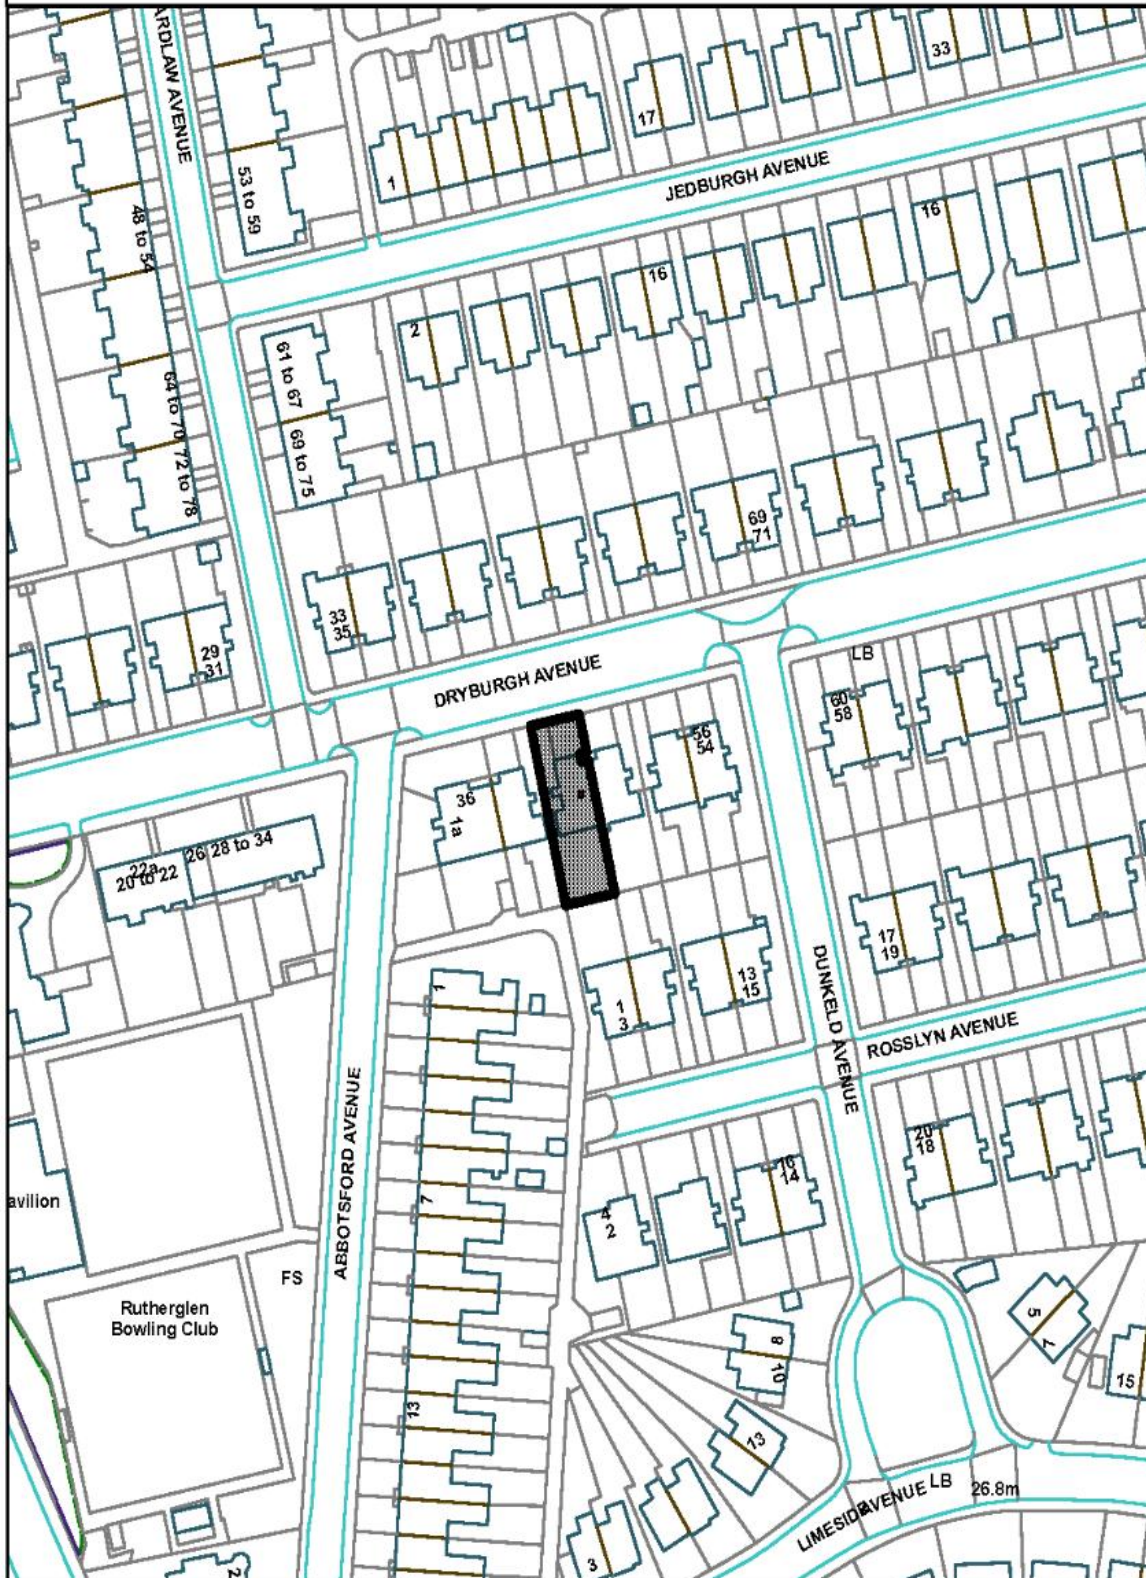 ARDLAW AVENUE
33
17
53 to 59
1
JEDBURGH AVENUE
48 to 54
16
16
2
61 to 67
64 to 70
69 to 75
72 to 78
69
71
33
35
29
31
DRYBURGH AVENUE
LB
60
58
56
54
36
1a
22a
26
28 to 34
20 to 22
17
19
13
15
1
1
3
DUNKELD AVENUE
ROSSLYN AVENUE
ABBOTSFORD AVENUE
20
18
16
14
7
4
2
avilion
FS
Rutherglen
Bowling Club
5
7
8
10
15
13
13
LB
26.8m
LIMESIDE AVENUE
3
2